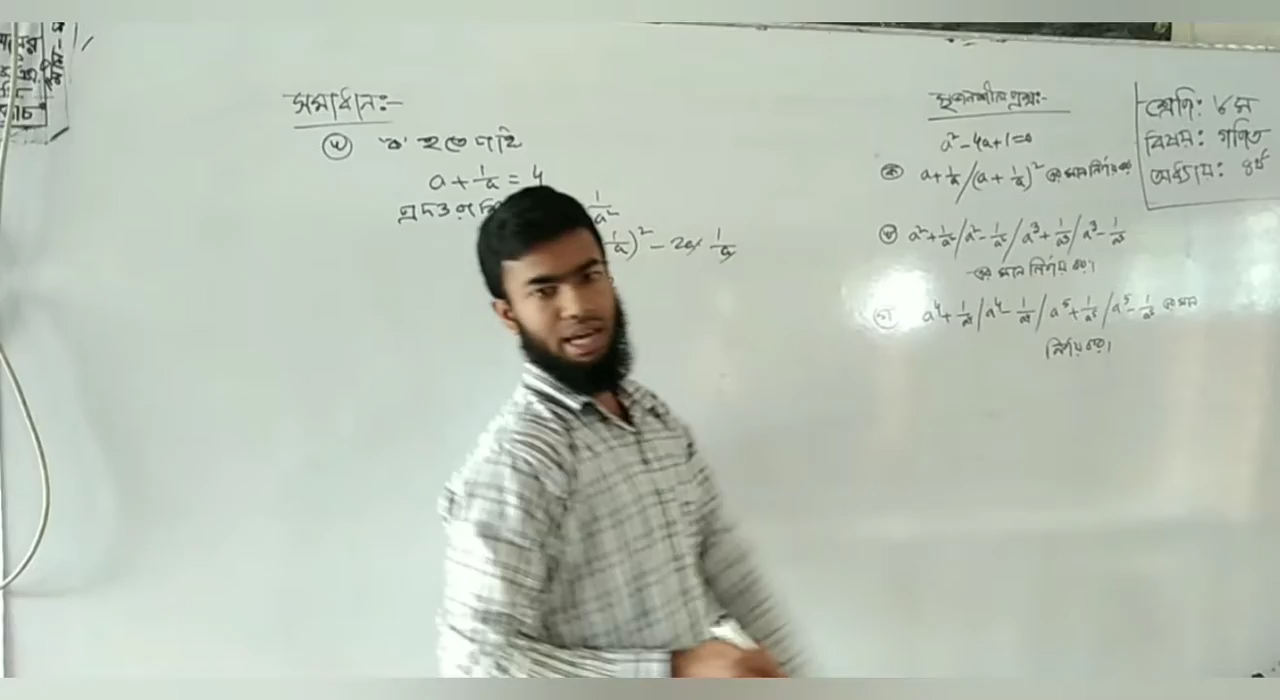 সমাধানঃ-
খ 'ক' হতে পাই
a + 1/a = 4
প্রদত্ত রাশি 1/a²
1/a)² - 2a · 1/a
সৃজনশীল প্রশ্নঃ-
a² - 4a + 1 = 0
ক a + 1/a / (a + 1/a)² এর মান নির্ণয় কর
খ a² + 1/a² / a² - 1/a² / a³ + 1/a³ / a³ - 1/a³
-এর মান নির্ণয় কর।
গ a⁴ + 1/a⁴ / a⁴ - 1/a⁴ / a⁵ + 1/a⁵ / a⁵ - 1/a⁵ এর মান
নির্ণয় কর।
শ্রেণি: ৮ম
বিষয়: গণিত
অধ্যায়: ৪র্থ